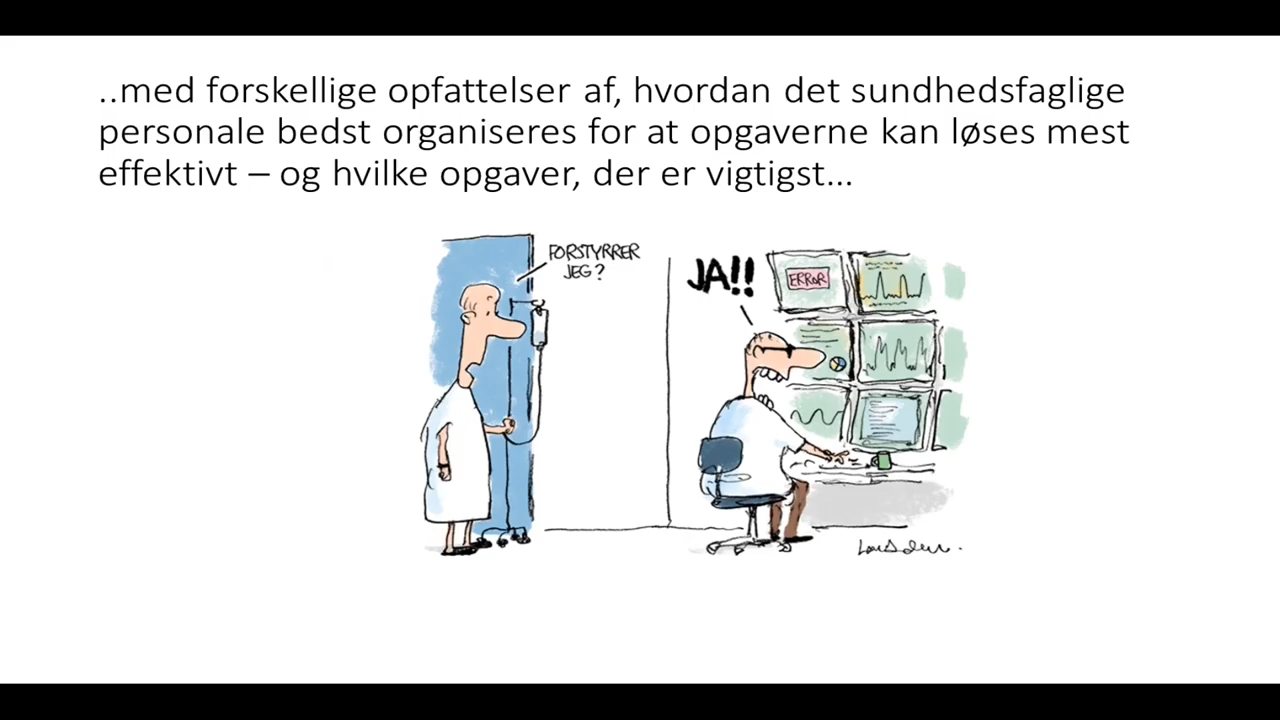 ..med forskellige opfattelser af, hvordan det sundhedsfaglige
personale bedst organiseres for at opgaverne kan løses mest
effektivt – og hvilke opgaver, der er vigtigst...
FORSTYRRER
JEG?
JA!!
ERROR